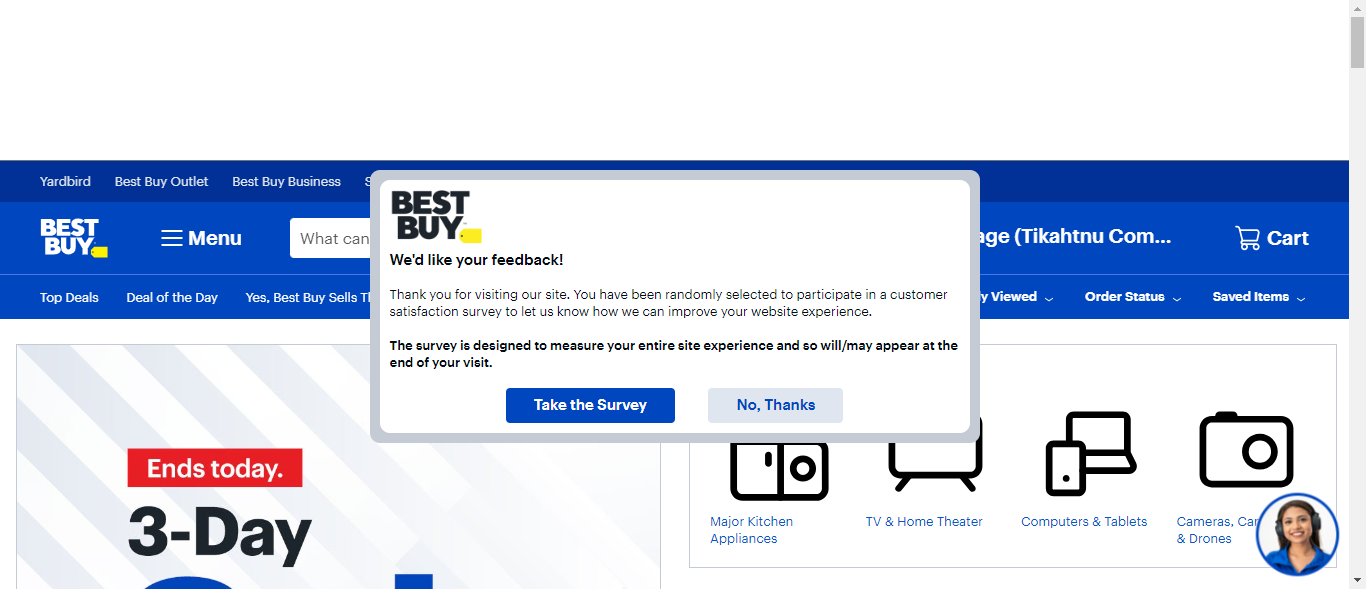 Yardbird Best Buy Outlet Best Buy Business
BEST
BUY
Menu
What can
age (Tikahtnu Com...
Cart
Top Deals Deal of the Day Yes, Best Buy Sells
y Viewed Order Status Saved Items
BEST
BUY
We'd like your feedback!
Thank you for visiting our site. You have been randomly selected to participate in a customer
satisfaction survey to let us know how we can improve your website experience.
The survey is designed to measure your entire site experience and so will/may appear at the
end of your visit.
Take the Survey No, Thanks
Ends today.
3-Day
Major Kitchen
Appliances
TV & Home Theater
Computers & Tablets
Cameras, Ca
& Drones